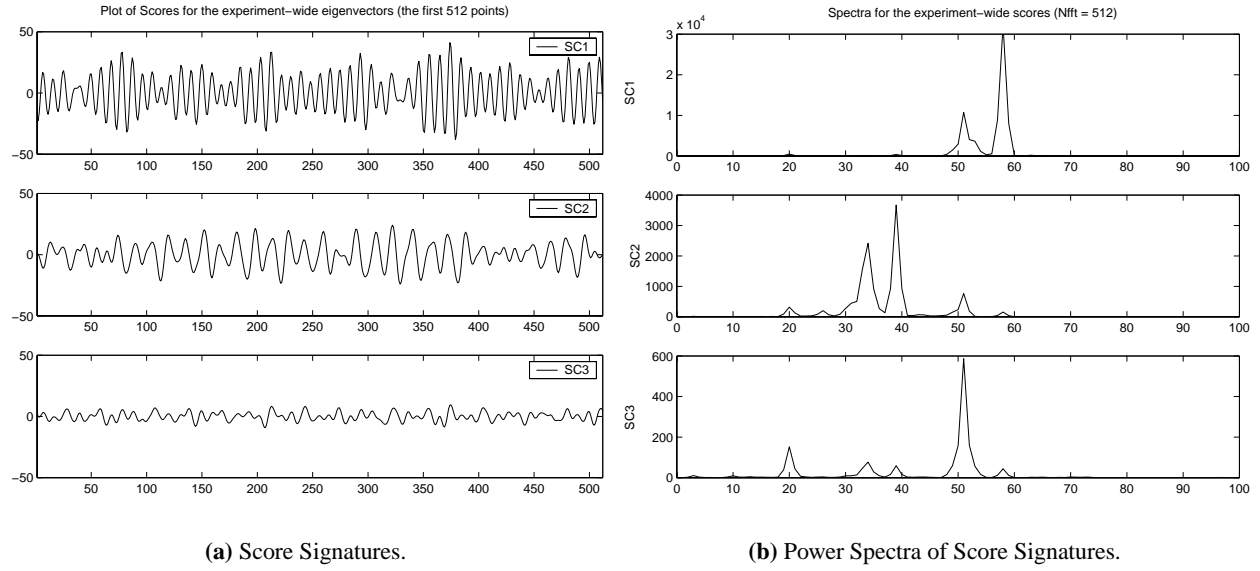 Plot of Scores for the experiment−wide eigenvectors (the first 512 points)
50
0
−50
SC1
50 100 150 200 250 300 350 400 450 500
50
0
−50
SC2
50 100 150 200 250 300 350 400 450 500
50
0
−50
SC3
50 100 150 200 250 300 350 400 450 500
(a) Score Signatures.
Spectra for the experiment−wide scores (Nfft = 512)
x 10^4
3
2
1
0
SC1
0 10 20 30 40 50 60 70 80 90 100
4000
3000
2000
1000
0
SC2
0 10 20 30 40 50 60 70 80 90 100
600
400
200
0
SC3
0 10 20 30 40 50 60 70 80 90 100
(b) Power Spectra of Score Signatures.